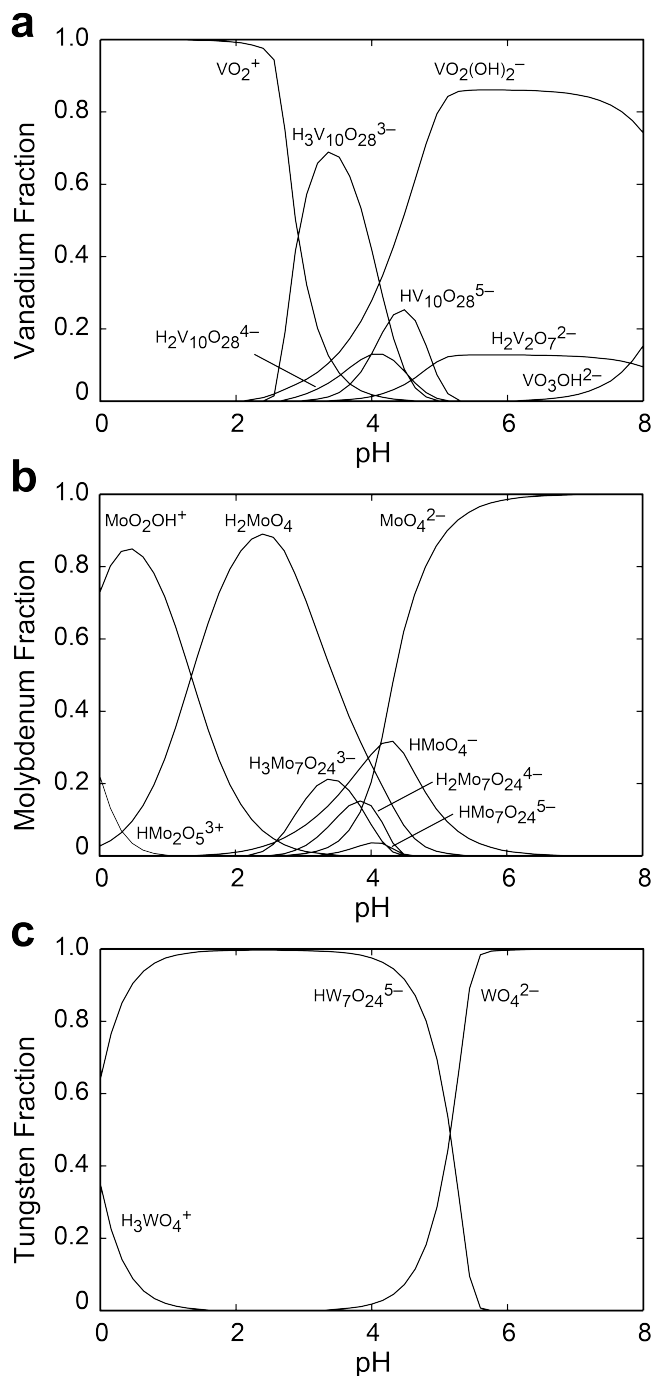 a
Vanadium Fraction
1.0
0.8
0.6
0.4
0.2
0
VO₂⁺
VO₂(OH)₂⁻
H₃V₁₀O₂₈³⁻
HV₁₀O₂₈⁵⁻
H₂V₁₀O₂₈⁴⁻
H₂V₂O₇²⁻
VO₃OH²⁻
0 2 4 6 8
pH
b
Molybdenum Fraction
1.0
0.8
0.6
0.4
0.2
0
MoO₂OH⁺
H₂MoO₄
MoO₄²⁻
HMoO₄⁻
H₃Mo₇O₂₄³⁻
H₂Mo₇O₂₄⁴⁻
HMo₇O₂₄⁵⁻
HMo₂O₅³⁺
0 2 4 6 8
pH
c
Tungsten Fraction
1.0
0.8
0.6
0.4
0.2
0
HW₇O₂₄⁵⁻
WO₄²⁻
H₃WO₄⁺
0 2 4 6 8
pH